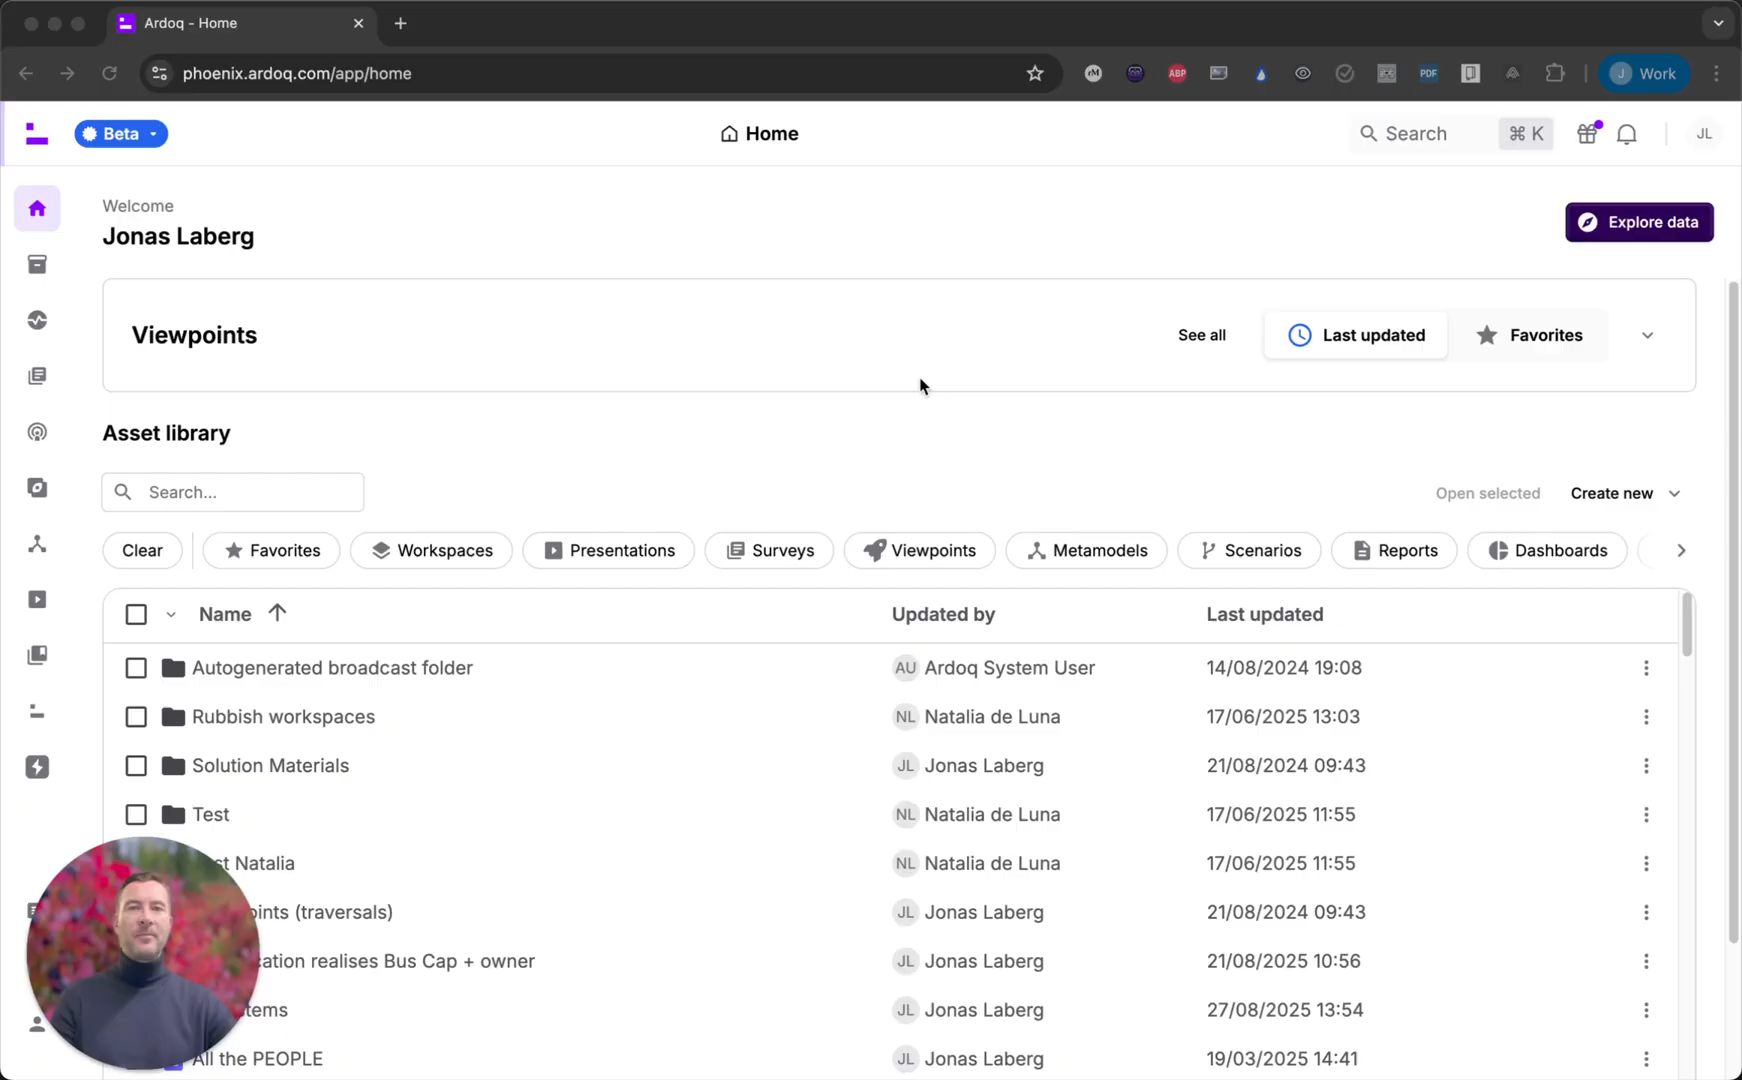 Ardoq - Home
phoenix.ardoq.com/app/home
ABP
PDF
J Work
Beta
Home
Search ⌘ K
JL
Welcome
Jonas Laberg
Explore data
Viewpoints
See all
Last updated
Favorites
Asset library
Search...
Open selected
Create new
Clear
Favorites
Workspaces
Presentations
Surveys
Viewpoints
Metamodels
Scenarios
Reports
Dashboards
Name Updated by Last updated
Autogenerated broadcast folder AU Ardoq System User 14/08/2024 19:08
Rubbish workspaces NL Natalia de Luna 17/06/2025 13:03
Solution Materials JL Jonas Laberg 21/08/2024 09:43
Test NL Natalia de Luna 17/06/2025 11:55
st Natalia NL Natalia de Luna 17/06/2025 11:55
oints (traversals) JL Jonas Laberg 21/08/2024 09:43
cation realises Bus Cap + owner JL Jonas Laberg 21/08/2025 10:56
stems JL Jonas Laberg 27/08/2025 13:54
All the PEOPLE JL Jonas Laberg 19/03/2025 14:41